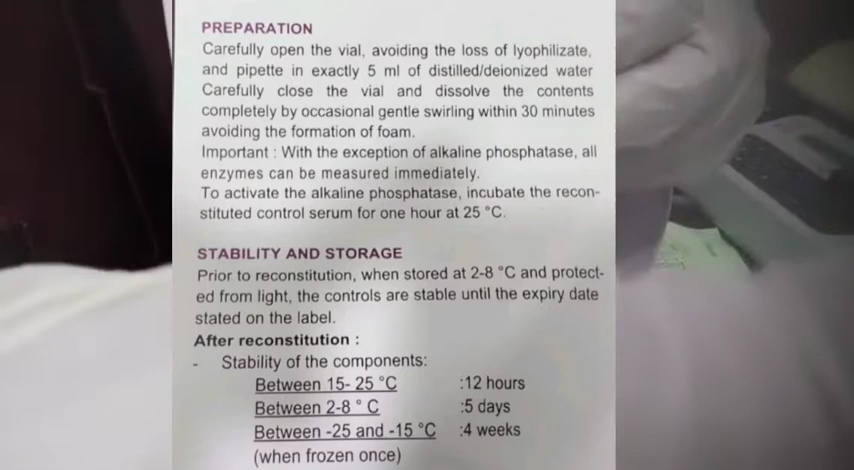 PREPARATION
Carefully open the vial, avoiding the loss of lyophilizate,
and pipette in exactly 5 ml of distilled/deionized water
Carefully close the vial and dissolve the contents
completely by occasional gentle swirling within 30 minutes
avoiding the formation of foam.
Important : With the exception of alkaline phosphatase, all
enzymes can be measured immediately.
To activate the alkaline phosphatase, incubate the recon-
stituted control serum for one hour at 25 °C.
STABILITY AND STORAGE
Prior to reconstitution, when stored at 2-8 °C and protect-
ed from light, the controls are stable until the expiry date
stated on the label.
After reconstitution :
- Stability of the components:
Between 15- 25 °C :12 hours
Between 2-8 ° C :5 days
Between -25 and -15 °C :4 weeks
(when frozen once)